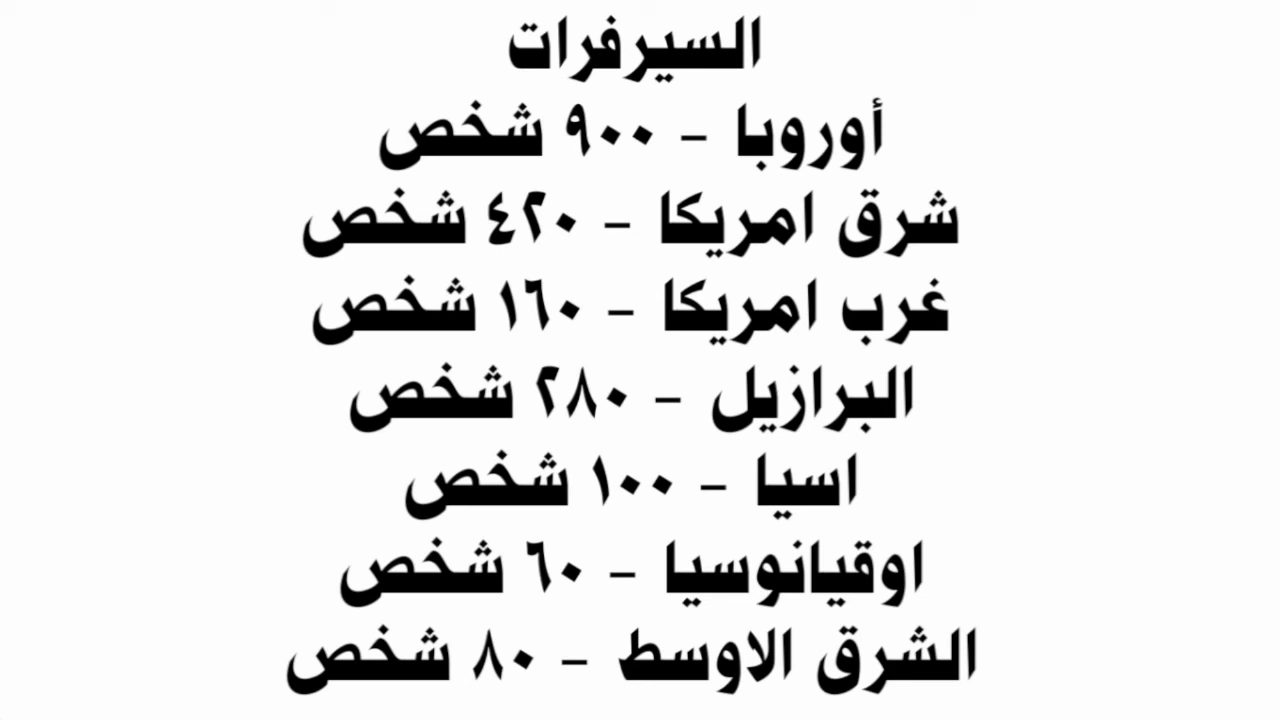 السيرفرات
أوروبا - ٩٠٠ شخص
شرق امريكا - ٤٢٠ شخص
غرب امريكا - ١٦٠ شخص
البرازيل - ٢٨٠ شخص
اسيا - ١٠٠ شخص
اوقيانوسيا - ٦٠ شخص
الشرق الاوسط - ٨٠ شخص